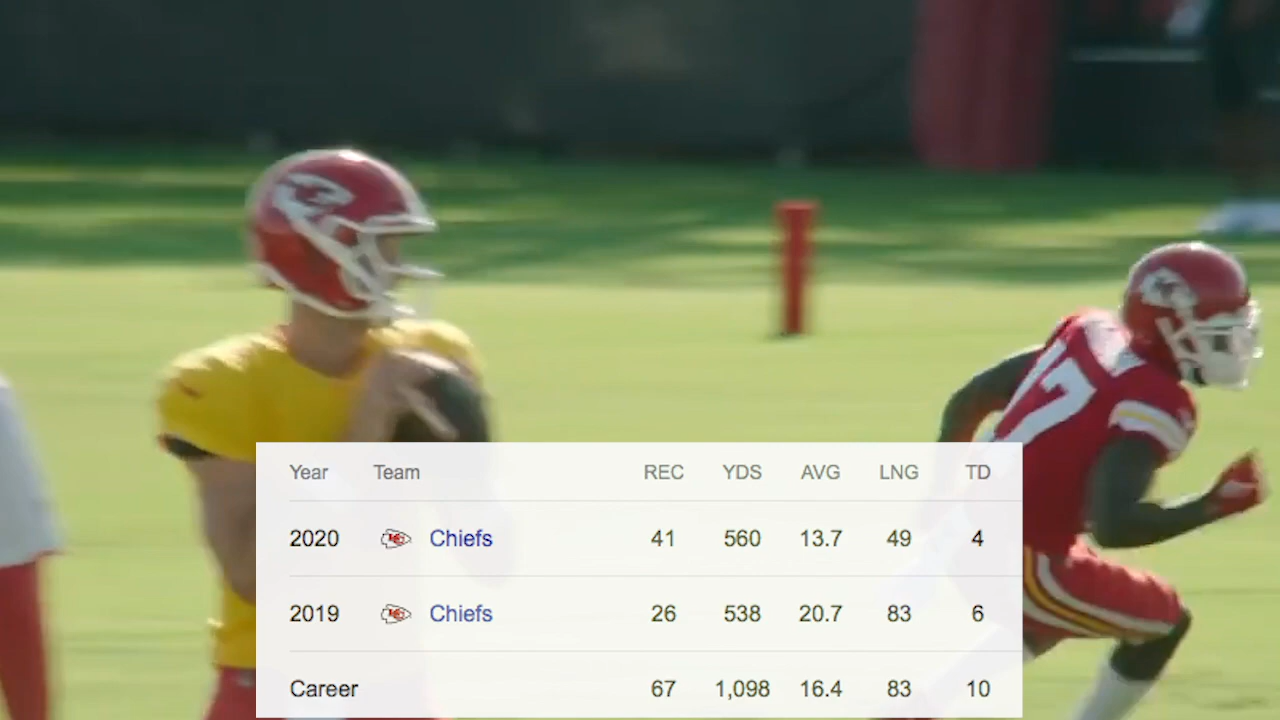 17
Year Team REC YDS AVG LNG TD
2020 Chiefs 41 560 13.7 49 4
2019 Chiefs 26 538 20.7 83 6
Career 67 1,098 16.4 83 10